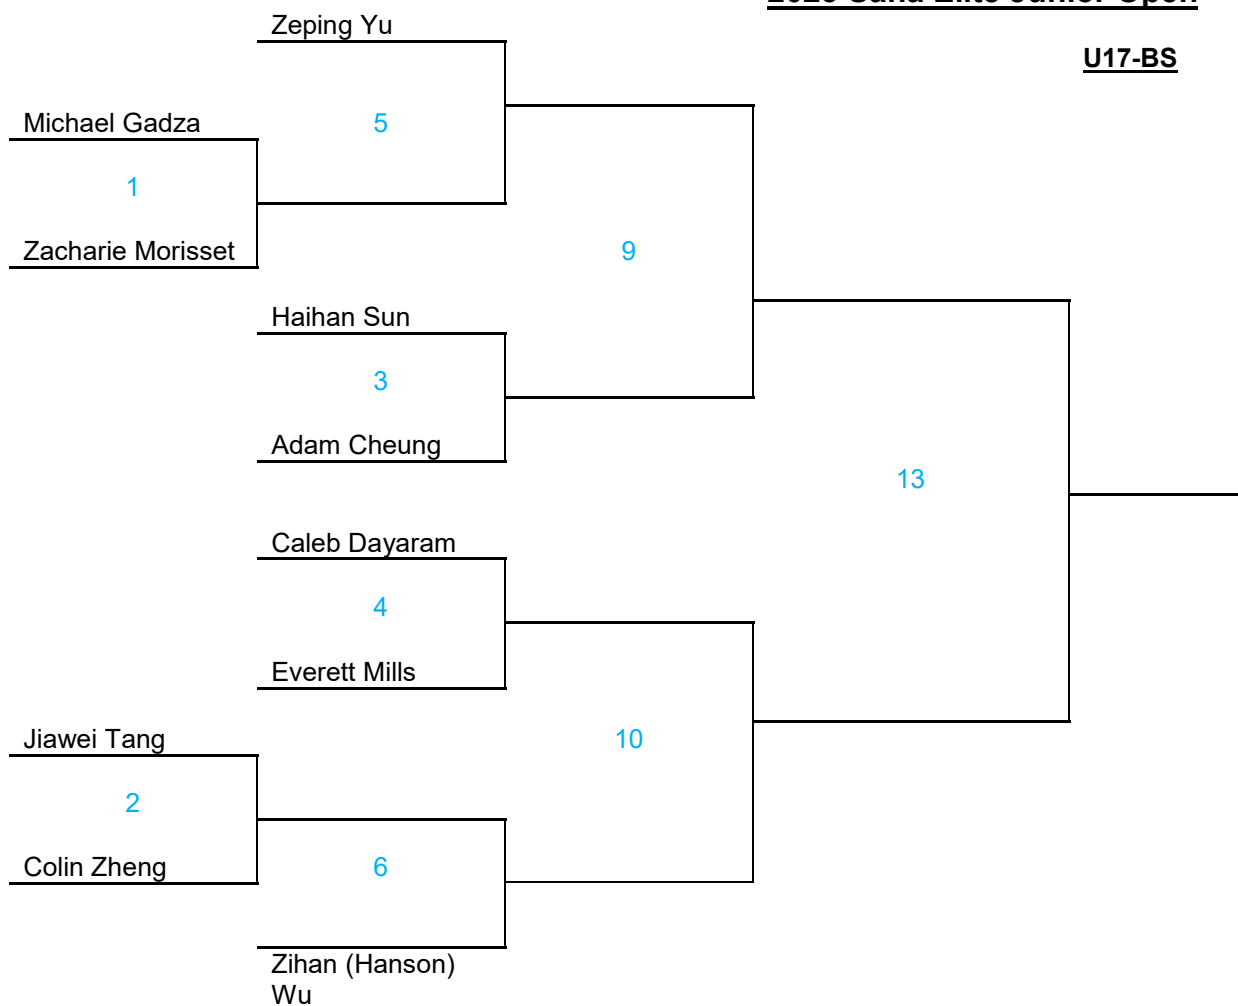 Zeping Yu
U17-BS
Michael Gadza
5
1
Zacharie Morisset
9
Haihan Sun
3
Adam Cheung
13
Caleb Dayaram
4
Everett Mills
Jiawei Tang
10
2
Colin Zheng
6
Zihan (Hanson)
Wu